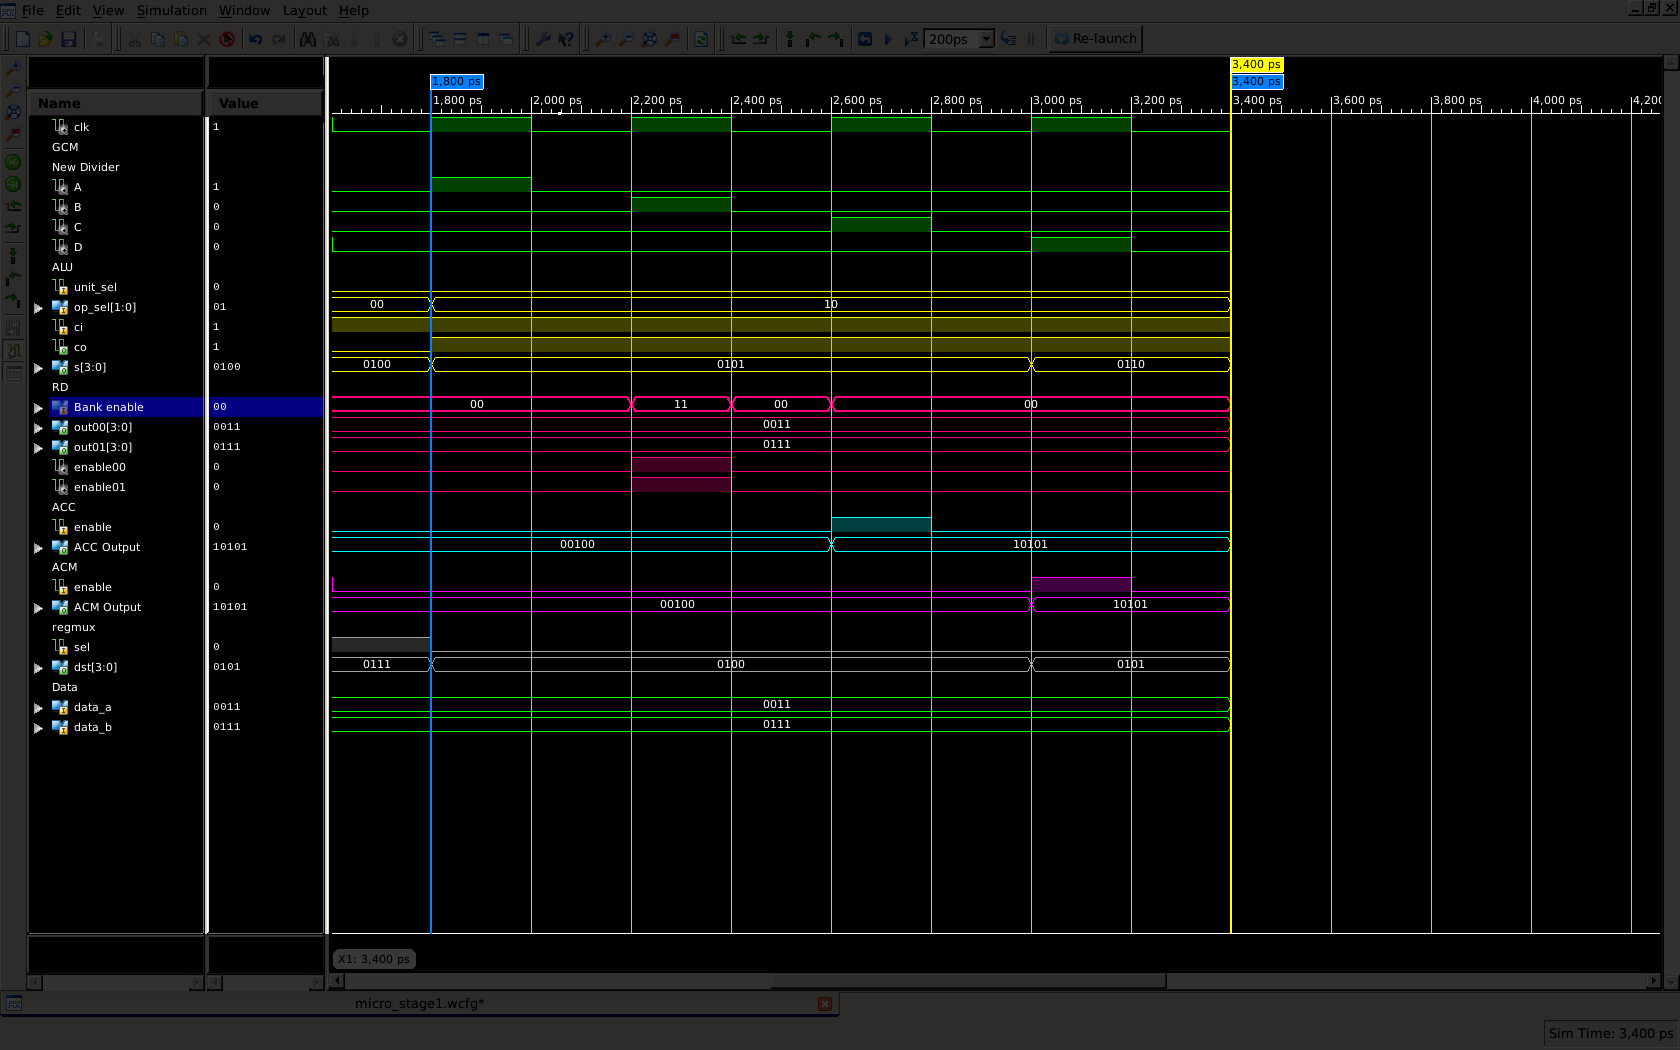 File Edit View Simulation Window Layout Help
200ps Re-launch
3,400 ps
1,800 ps 3,400 ps
Name Value 1,800 ps 2,000 ps 2,200 ps 2,400 ps 2,600 ps 2,800 ps 3,000 ps 3,200 ps 3,400 ps 3,600 ps 3,800 ps 4,000 ps 4,200
clk 1
GCM
New Divider
A 1
B 0
C 0
D 0
ALU
unit_sel 0
op_sel[1:0] 01 00 10
ci 1
co 1
s[3:0] 0100 0100 0101 0110
RD
Bank enable 00 00 11 00 00
out00[3:0] 0011 0011
out01[3:0] 0111 0111
enable00 0
enable01 0
ACC
enable 0
ACC Output 10101 00100 10101
ACM
enable 0
ACM Output 10101 00100 10101
regmux
sel 0
dst[3:0] 0101 0111 0100 0101
Data
data_a 0011 0011
data_b 0111 0111
X1: 3,400 ps
micro_stage1.wcfg*
Sim Time: 3,400 ps